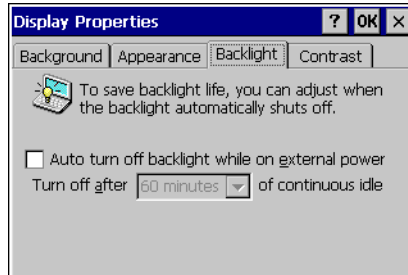 Display Properties ? OK ×
Background Appearance Backlight Contrast
To save backlight life, you can adjust when
the backlight automatically shuts off.
Auto turn off backlight while on external power
Turn off after 60 minutes of continuous idle